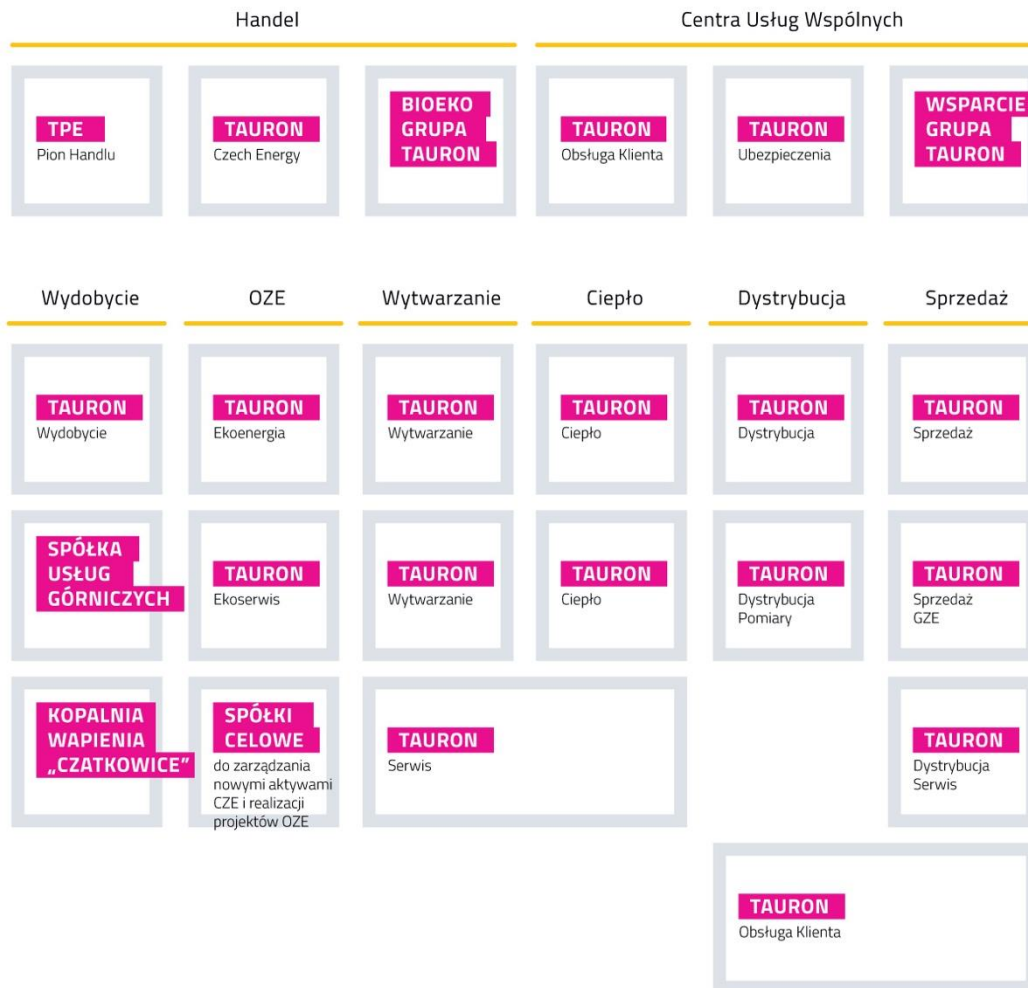 Handel
Centra Usług Wspólnych
TPE
Pion Handlu
TAURON
Czech Energy
BIOEKO
GRUPA
TAURON
TAURON
Obsługa Klienta
TAURON
Ubezpieczenia
WSPARCIE
GRUPA
TAURON
Wydobycie
OZE
Wytwarzanie
Ciepło
Dystrybucja
Sprzedaż
TAURON
Wydobycie
TAURON
Ekoenergia
TAURON
Wytwarzanie
TAURON
Ciepło
TAURON
Dystrybucja
TAURON
Sprzedaż
SPÓŁKA
USŁUG
GÓRNICZYCH
TAURON
Ekoserwis
TAURON
Wytwarzanie
TAURON
Ciepło
TAURON
Dystrybucja
Pomiary
TAURON
Sprzedaż
GZE
KOPALNIA
WAPIENIA
„CZATKOWICE”
SPÓŁKI
CELOWE
do zarządzania
nowymi aktywami
CZE i realizacji
projektów OZE
TAURON
Serwis
TAURON
Dystrybucja
Serwis
TAURON
Obsługa Klienta